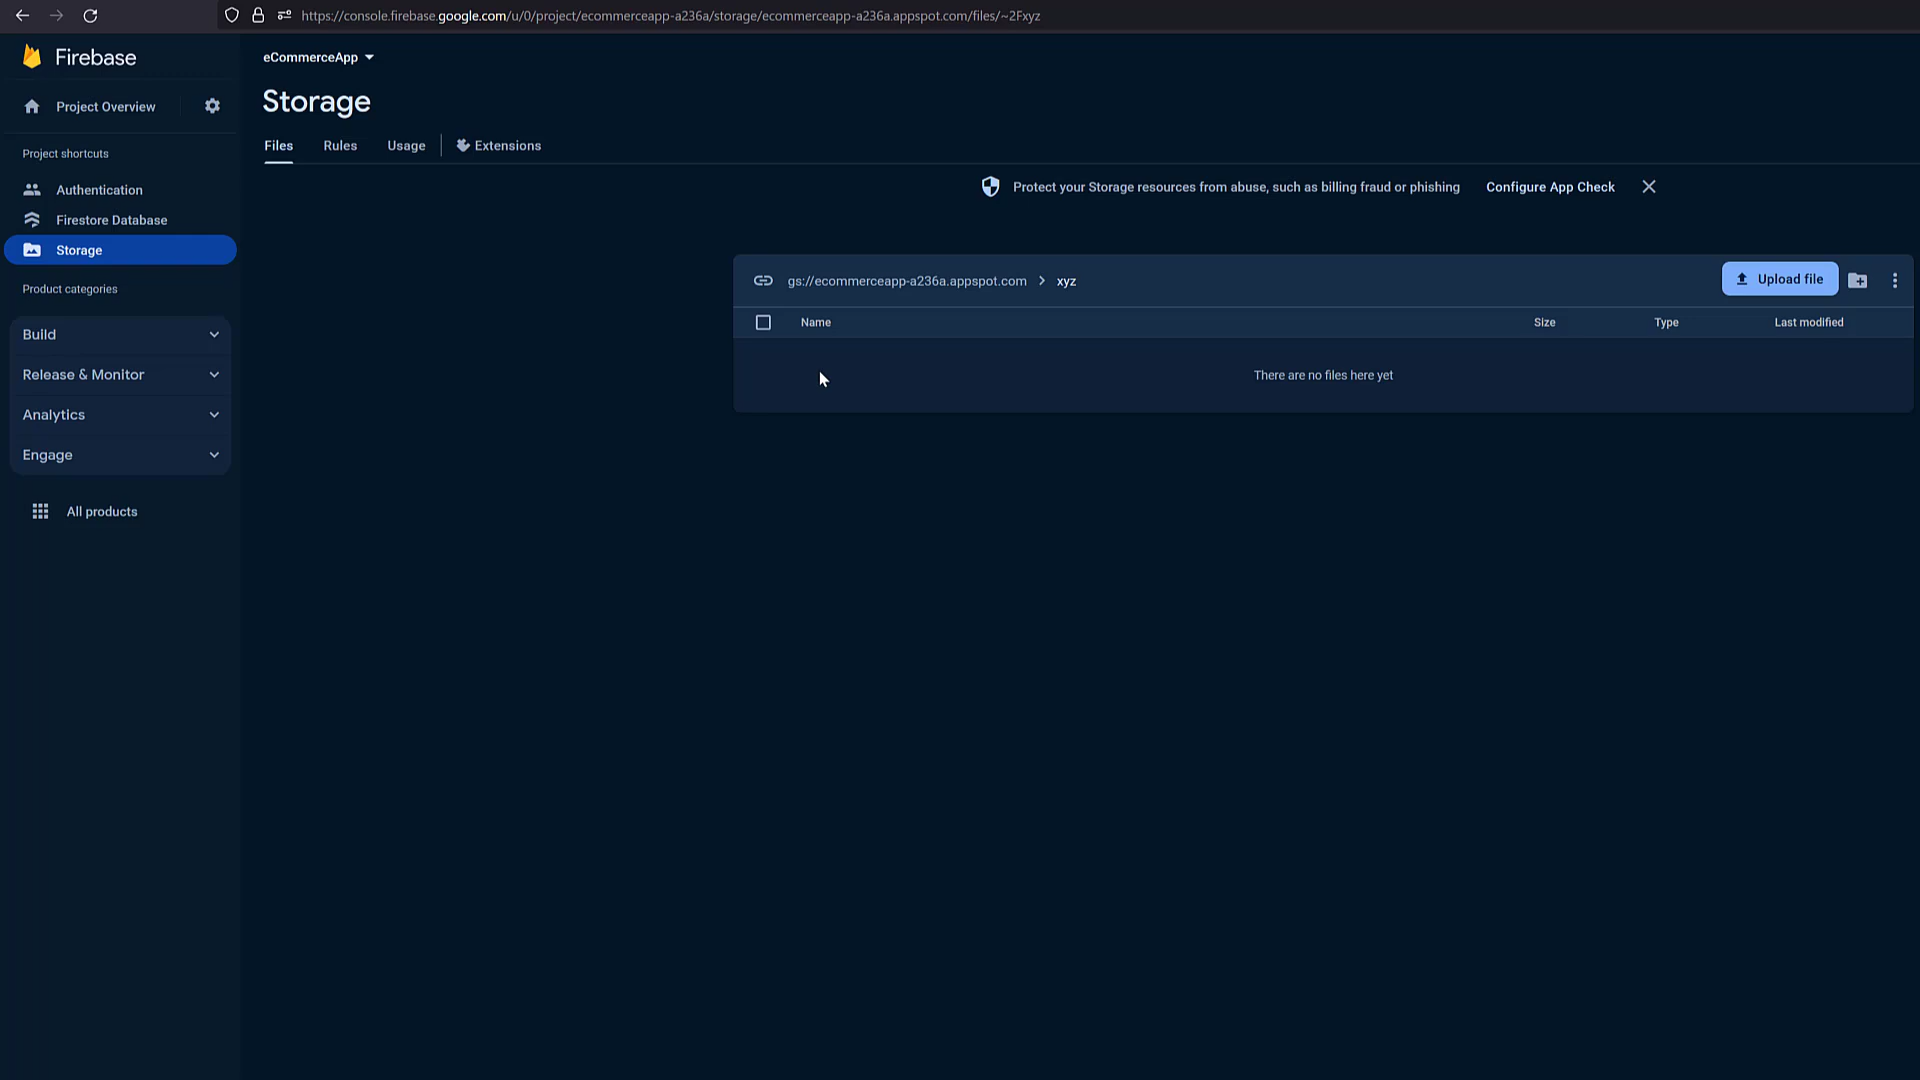 https://console.firebase.google.com/u/0/project/ecommerceapp-a236a/storage/ecommerceapp-a236a.appspot.com/files/~2Fxyz
Firebase
eCommerceApp
Project Overview
Storage
Files Rules Usage Extensions
Project shortcuts
Protect your Storage resources from abuse, such as billing fraud or phishing Configure App Check
Authentication
Firestore Database
Storage
gs://ecommerceapp-a236a.appspot.com > xyz Upload file
Product categories
Name Size Type Last modified
Build
There are no files here yet
Release & Monitor
Analytics
Engage
All products